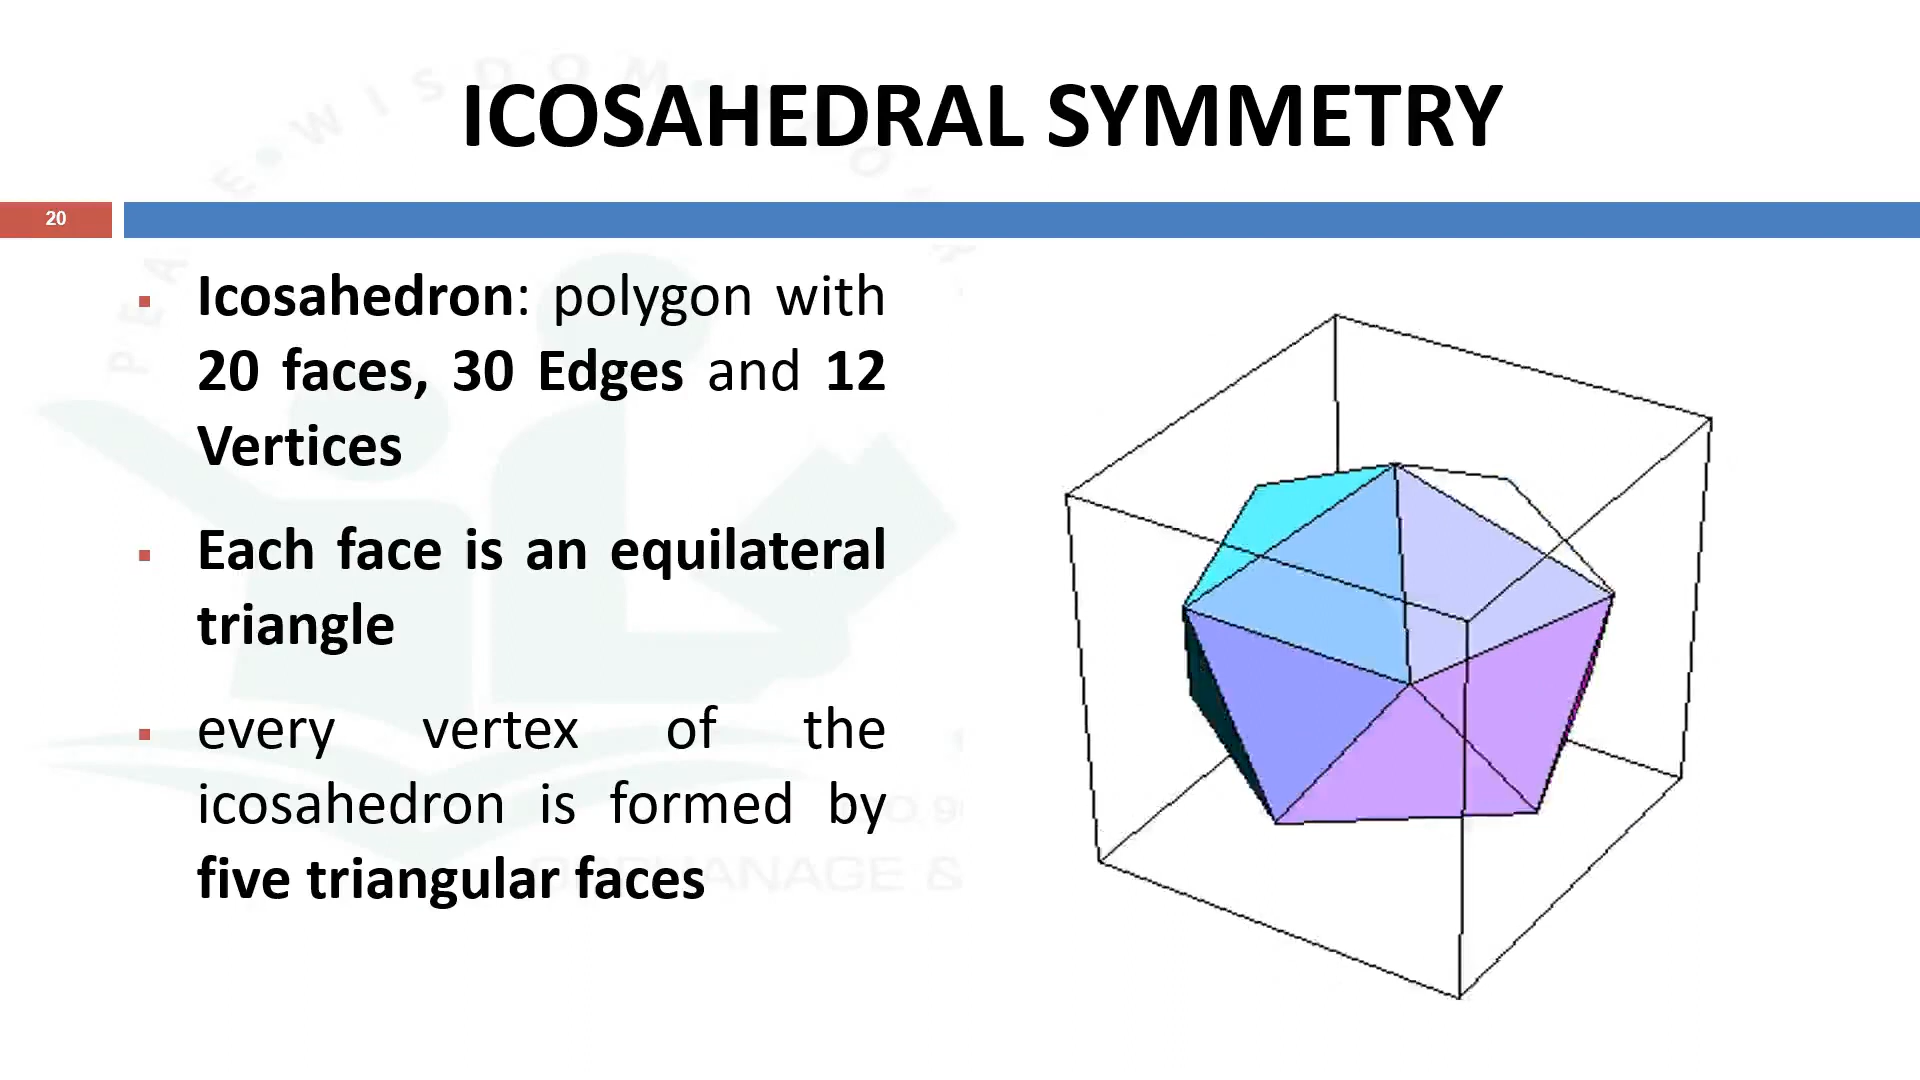 ICOSAHEDRAL SYMMETRY
20
Icosahedron: polygon with
20 faces, 30 Edges and 12
Vertices
Each face is an equilateral
triangle
every vertex of the
icosahedron is formed by
five triangular faces